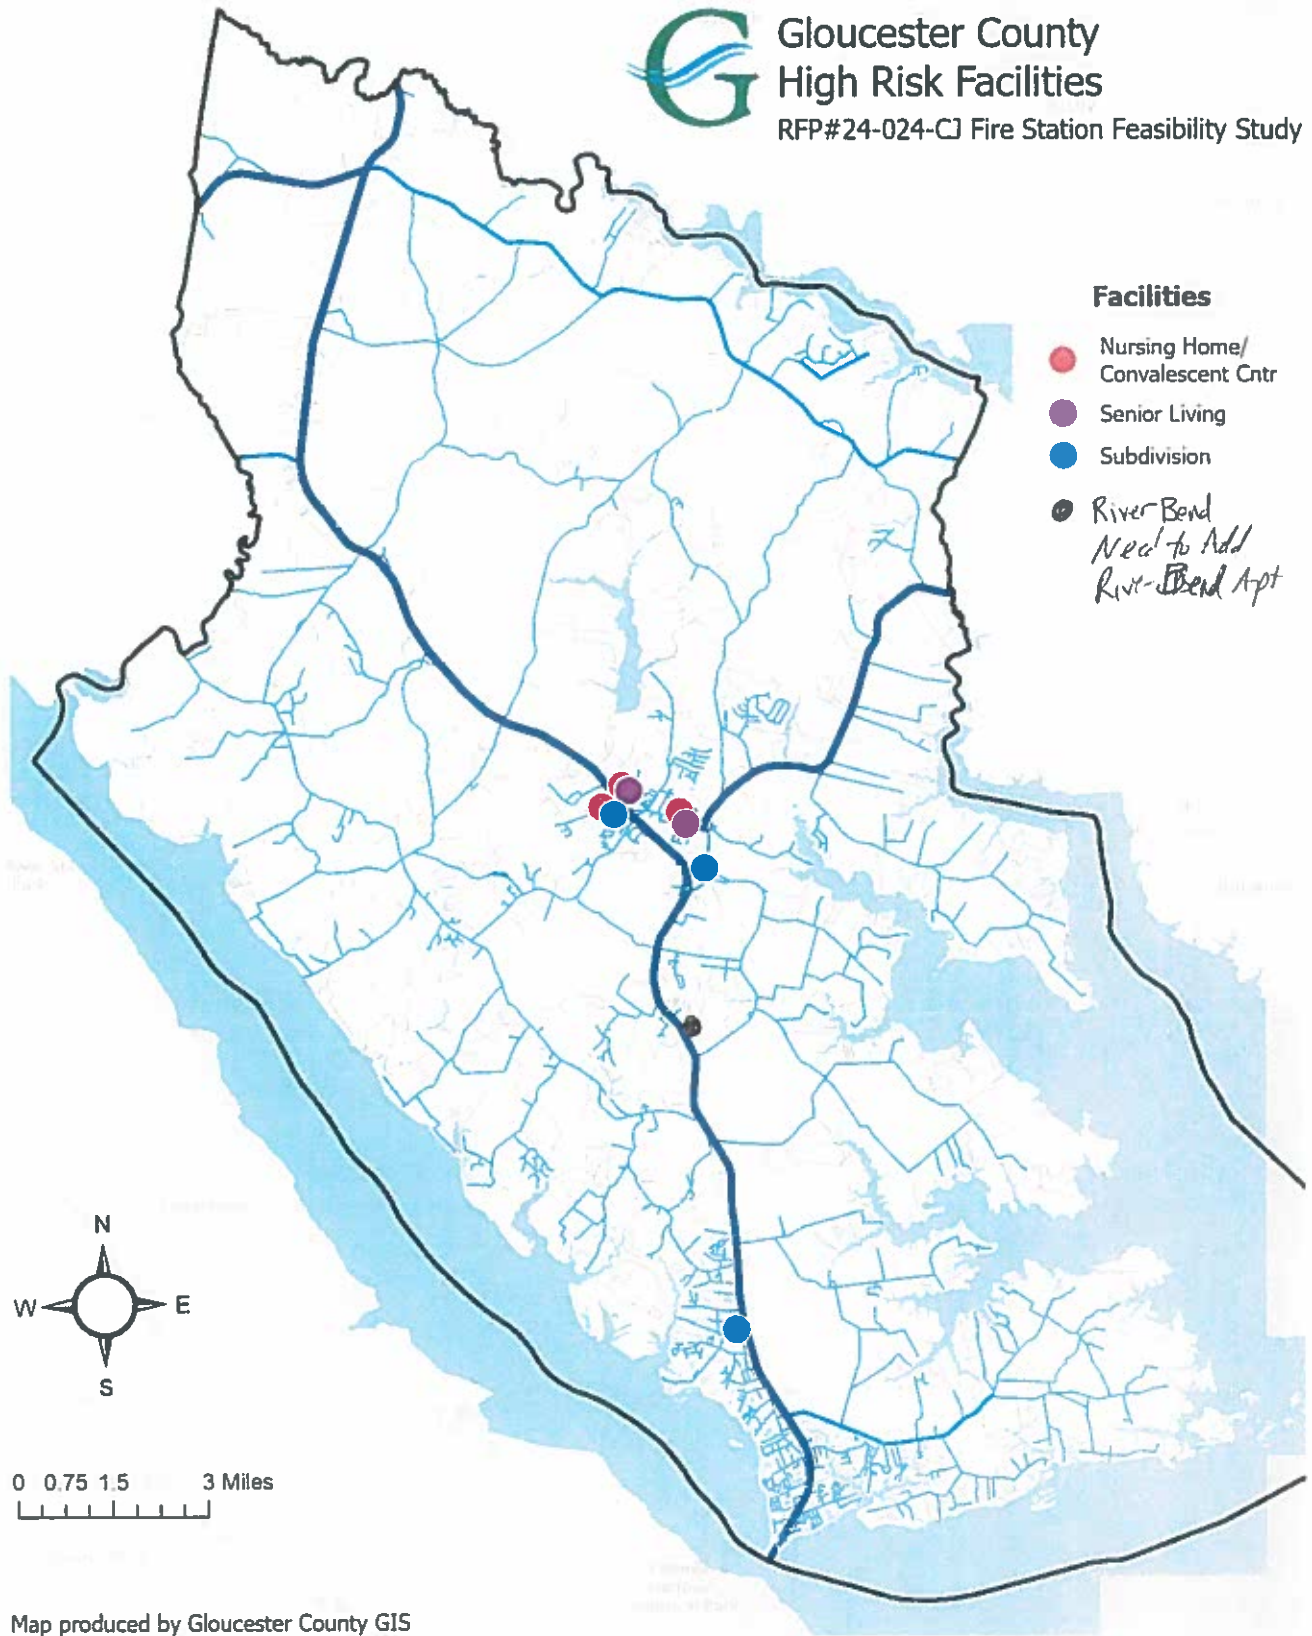 G
Gloucester County
High Risk Facilities
RFP#24-024-CJ Fire Station Feasibility Study
Facilities
Nursing Home/
Convalescent Cntr
Senior Living
Subdivision
River Bend
Need to Add
River Bend Apt
N
W E
S
0 0.75 1.5 3 Miles
Map produced by Gloucester County GIS